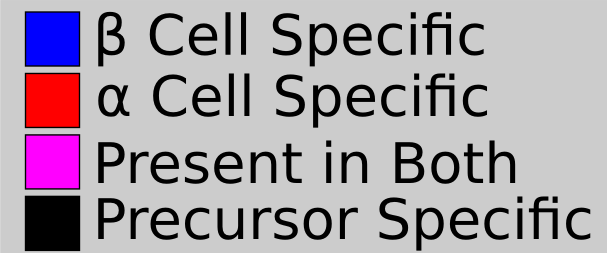 β Cell Specific
α Cell Specific
Present in Both
Precursor Specific